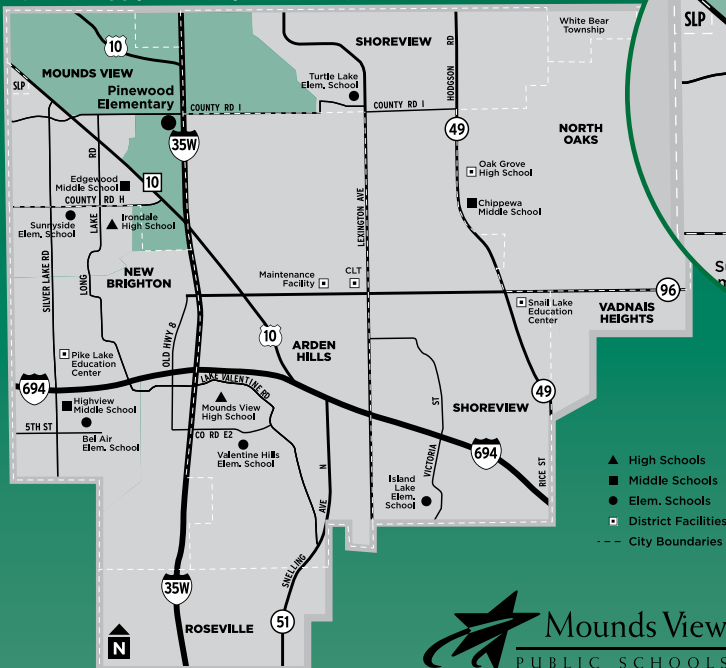 10
MOUNDS VIEW
SLP
Pinewood
Elementary
COUNTY RD I
35W
SHOREVIEW
Turtle Lake
Elem. School
COUNTY RD I
HODGSON RD
White Bear
Township
SLP
49
NORTH
OAKS
Oak Grove
High School
Chippewa
Middle School
Edgewood
Middle School
10
COUNTY RD H
Sunnyside
Elem. School
Irondale
High School
LONG LAKE RD
SILVER LAKE RD
NEW
BRIGHTON
LEXINGTON AVE
Maintenance
Facility
CLT
96
Snail Lake
Education
Center
VADNAIS
HEIGHTS
OLD HWY 8
10
ARDEN
HILLS
Pike Lake
Education
Center
694
LAKE VALENTINE RD
Highview
Middle School
5TH ST
Bel Air
Elem. School
Mounds View
High School
CO RD E2
Valentine Hills
Elem. School
SHOREVIEW
49
694
VICTORIA ST
RICE ST
Island
Lake
Elem.
School
SNELLING AVE N
35W
51
ROSEVILLE
N
High Schools
Middle Schools
Elem. Schools
District Facilities
City Boundaries
Mounds View
PUBLIC SCHOOLS